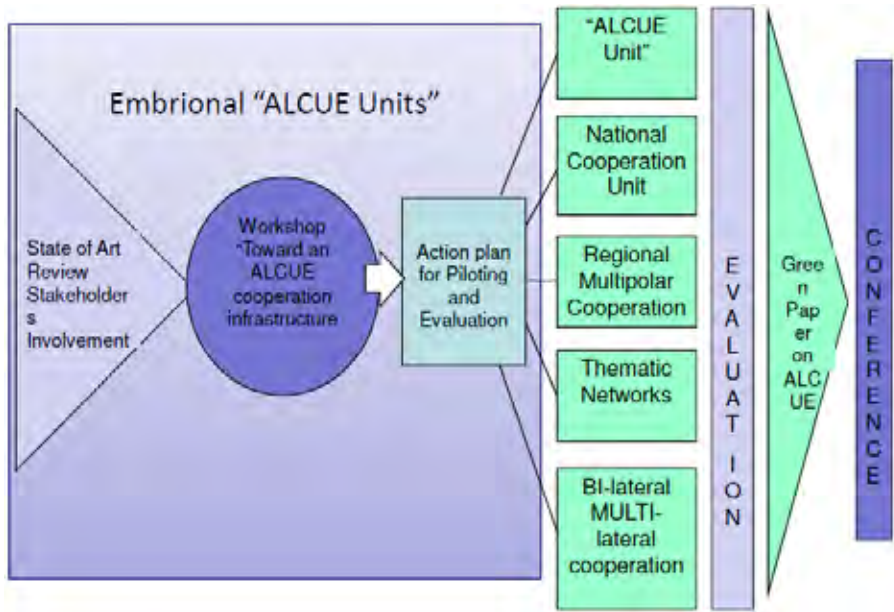 Embrional “ALCUE Units”
State of Art
Review
Stakeholder
s
Involvement
Workshop
“Toward an
ALCUE
cooperation
infrastructure
Action plan
for Piloting
and
Evaluation
“ALCUE
Unit”
National
Cooperation
Unit
Regional
Multipolar
Cooperation
Thematic
Networks
BI-lateral
MULTI-
lateral
cooperation
E
V
A
L
U
A
T
I
O
N
Gree
n
Pap
er
on
ALC
UE
C
O
N
F
E
R
E
N
C
E